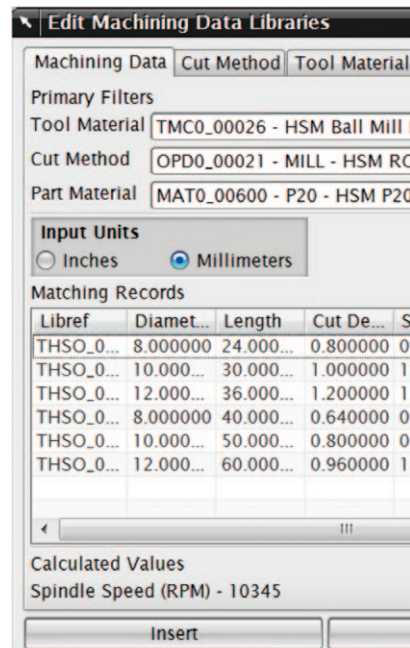 Edit Machining Data Libraries
Machining Data Cut Method Tool Material
Primary Filters
Tool Material TMC0_00026 - HSM Ball Mill
Cut Method OPD0_00021 - MILL - HSM RO
Part Material MAT0_00600 - P20 - HSM P20
Input Units
Inches Millimeters
Matching Records
Libref Diamet... Length Cut De... S
THSO_0... 8.000000 24.000... 0.800000 0
THSO_0... 10.000... 30.000... 1.000000 1
THSO_0... 12.000... 36.000... 1.200000 1
THSO_0... 8.000000 40.000... 0.640000 0
THSO_0... 10.000... 50.000... 0.800000 0
THSO_0... 12.000... 60.000... 0.960000 1
Calculated Values
Spindle Speed (RPM) - 10345
Insert